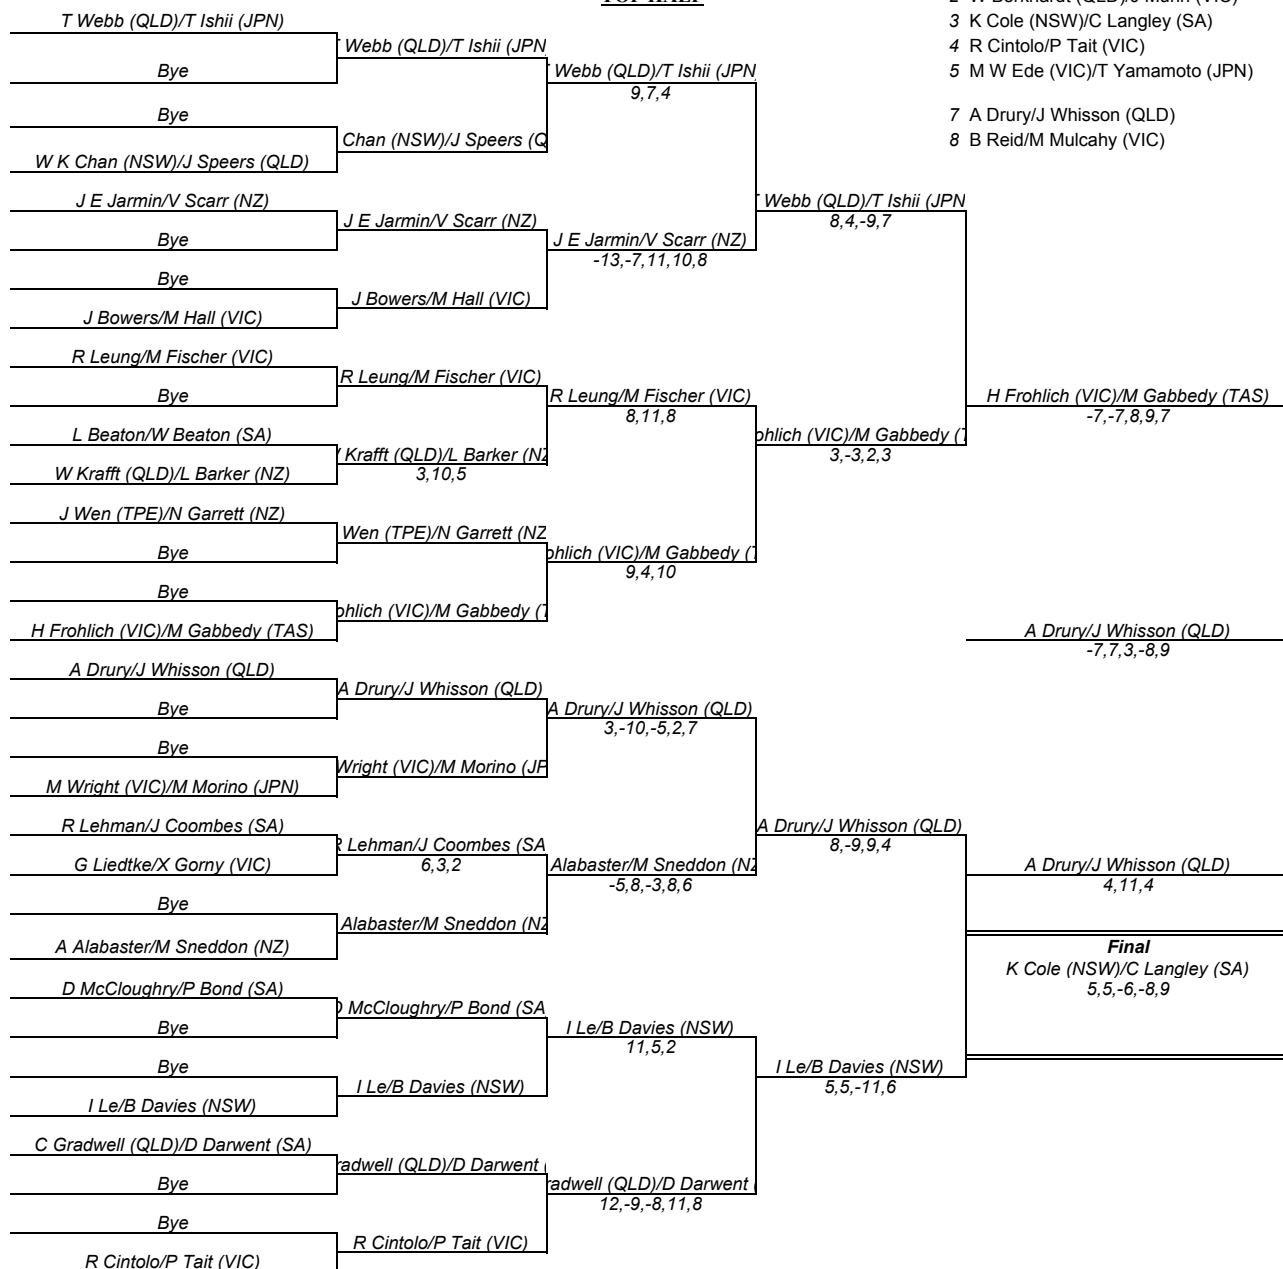 3 K Cole (NSW)/C Langley (SA)
4 R Cintolo/P Tait (VIC)
5 M W Ede (VIC)/T Yamamoto (JPN)
7 A Drury/J Whisson (QLD)
8 B Reid/M Mulcahy (VIC)
T Webb (QLD)/T Ishii (JPN)
Bye
Bye
W K Chan (NSW)/J Speers (QLD)
J E Jarmin/V Scarr (NZ)
Bye
Bye
J Bowers/M Hall (VIC)
R Leung/M Fischer (VIC)
Bye
L Beaton/W Beaton (SA)
W Krafft (QLD)/L Barker (NZ)
J Wen (TPE)/N Garrett (NZ)
Bye
Bye
H Frohlich (VIC)/M Gabbedy (TAS)
A Drury/J Whisson (QLD)
Bye
Bye
M Wright (VIC)/M Morino (JPN)
R Lehman/J Coombes (SA)
G Liedtke/X Gorny (VIC)
Bye
A Alabaster/M Sneddon (NZ)
D McCloughry/P Bond (SA)
Bye
Bye
I Le/B Davies (NSW)
C Gradwell (QLD)/D Darwent (SA)
Bye
Bye
R Cintolo/P Tait (VIC)
Webb (QLD)/T Ishii (JPN
Chan (NSW)/J Speers (Q
J E Jarmin/V Scarr (NZ)
J Bowers/M Hall (VIC)
R Leung/M Fischer (VIC)
Krafft (QLD)/L Barker (NZ
3,10,5
Wen (TPE)/N Garrett (NZ
ohlich (VIC)/M Gabbedy (T
A Drury/J Whisson (QLD)
Wright (VIC)/M Morino (JP
R Lehman/J Coombes (SA
6,3,2
Alabaster/M Sneddon (NZ
D McCloughry/P Bond (SA
I Le/B Davies (NSW)
radwell (QLD)/D Darwent (
R Cintolo/P Tait (VIC)
Webb (QLD)/T Ishii (JPN
9,7,4
J E Jarmin/V Scarr (NZ)
-13,-7,11,10,8
R Leung/M Fischer (VIC)
8,11,8
ohlich (VIC)/M Gabbedy (T
9,4,10
A Drury/J Whisson (QLD)
3,-10,-5,2,7
Alabaster/M Sneddon (NZ
-5,8,-3,8,6
I Le/B Davies (NSW)
11,5,2
radwell (QLD)/D Darwent (
12,-9,-8,11,8
Webb (QLD)/T Ishii (JPN
8,4,-9,7
ohlich (VIC)/M Gabbedy (T
3,-3,2,3
A Drury/J Whisson (QLD)
8,-9,9,4
I Le/B Davies (NSW)
5,5,-11,6
H Frohlich (VIC)/M Gabbedy (TAS)
-7,-7,8,9,7
A Drury/J Whisson (QLD)
-7,7,3,-8,9
A Drury/J Whisson (QLD)
4,11,4
Final
K Cole (NSW)/C Langley (SA)
5,5,-6,-8,9